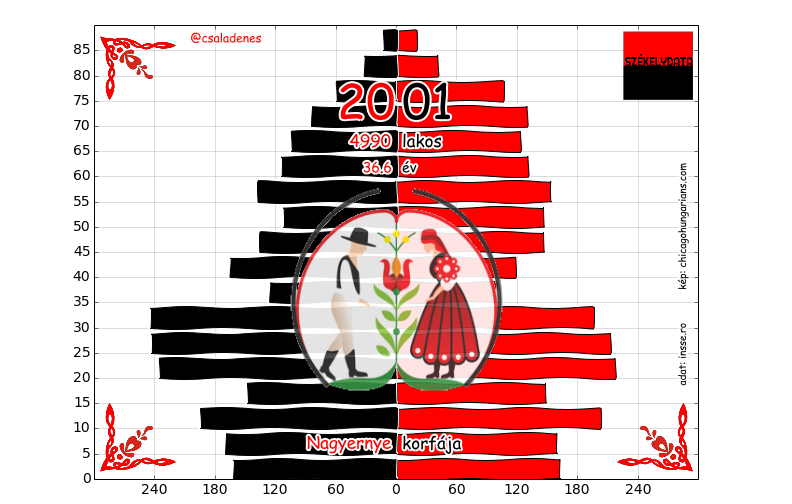 @csaladenes
SZÉKELYDATA
2001
4990 lakos
36.6 év
kép: chicagohungarians.com
adat: insse.ro
Nagyernye korfája
85
80
75
70
65
60
55
50
45
40
35
30
25
20
15
10
5
0
240 180 120 60 0 60 120 180 240